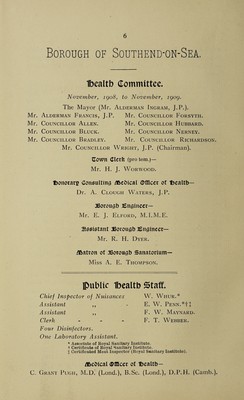 6
BOROUGH OF SOUTHEND-ON-SEA.
Health Committee.
November, 1908, to November, 1909.
The Mayor (Mr. ALDERMAN INGRAM, J.P.).
Mr. ALDERMAN FRANCIS, J.P. Mr. COUNCILLOR FORSYTH.
Mr. COUNCILLOR ALLEN. Mr. COUNCILLOR HUBBARD.
Mr. COUNCILLOR BLUCK. Mr. COUNCILLOR NERNEY.
Mr. COUNCILLOR BRADLEY. Mr. COUNCILLOR RICHARDSON.
Mr. COUNCILLOR WRIGHT, J.P. (Chairman).
Town Clerk (pro tem.)—
Mr. H. J. WORWOOD.
Honorary Consulting Medical Officer of Health—
Dr. A. CLOUGH WATERS, J.P.
Borough Engineer—
Mr. E. J. ELFORD, M.I.M.E.
Assistant Borough Engineer—
Mr. R. H. DYER.
Matron of Borough Sanatorium—
Miss A. E. THOMPSON.
Public Health Staff.
Chief Inspector of Nuisances W. WHUR.*
Assistant ,, - E. W. PENN.*†‡
Assistant ,, F. W. MAYNARD.
Clerk - - - F. T. WEBBER.
Four Disinfectors.
One Laboratory Assistant.
* Associate of Royal Sanitary Institute.
† Certificate of Royal Sanitary Institute.
‡ Certificated Meat Inspector (Royal Sanitary Institute).
Medical Officer of Health—
C. GRANT PUGH, M.D. (Lond.), B.Sc. (Lond.), D.P.H. (Camb.).